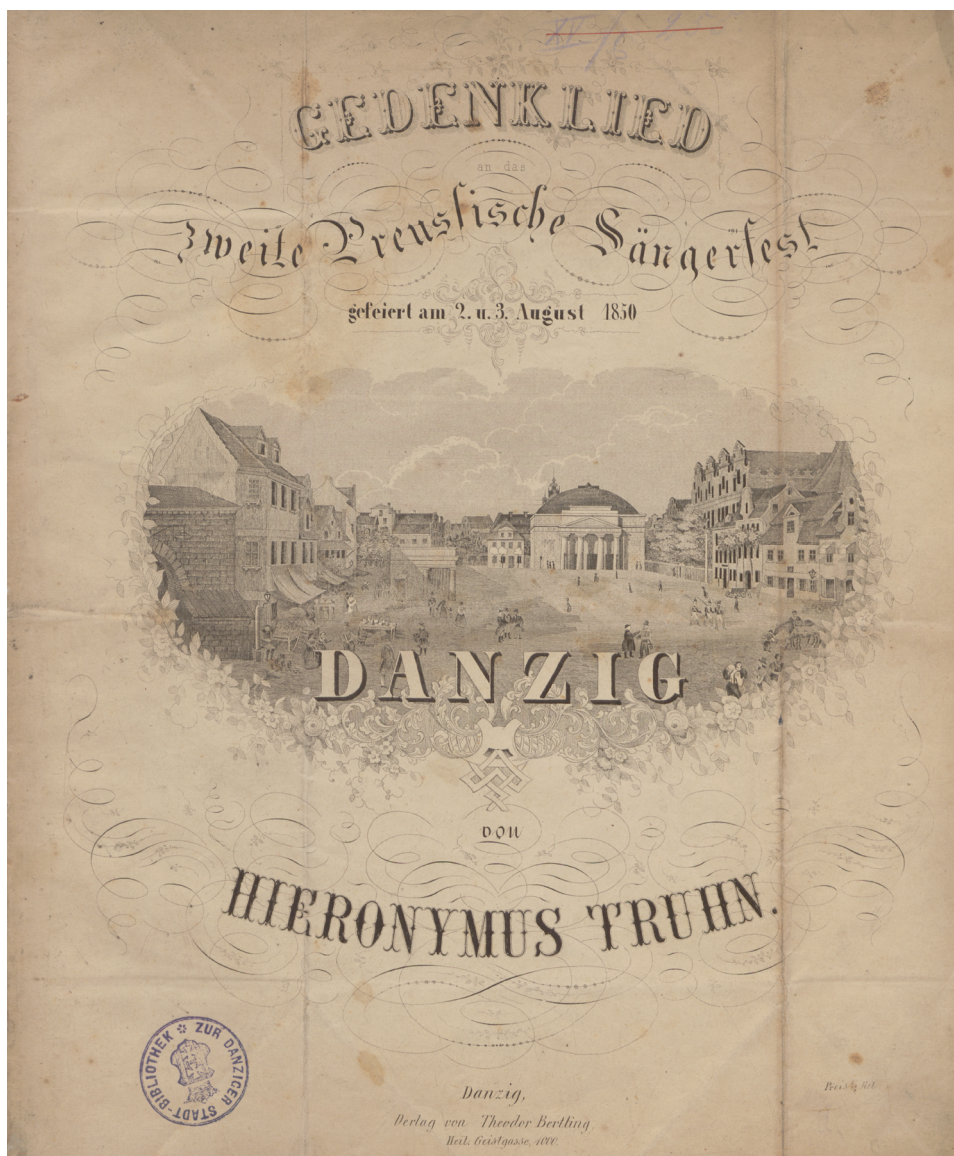 GEDENKLIED
an das
zweite Preussische Sängerfest
gefeiert am 2. u. 3. August 1850
DANZIG
von
HIERONYMUS TRUHN.
ZUR DANZIGER STADT-BIBLIOTHEK
Danzig,
Verlag von Theodor Bertling
Heil. Geistgasse, 1000.